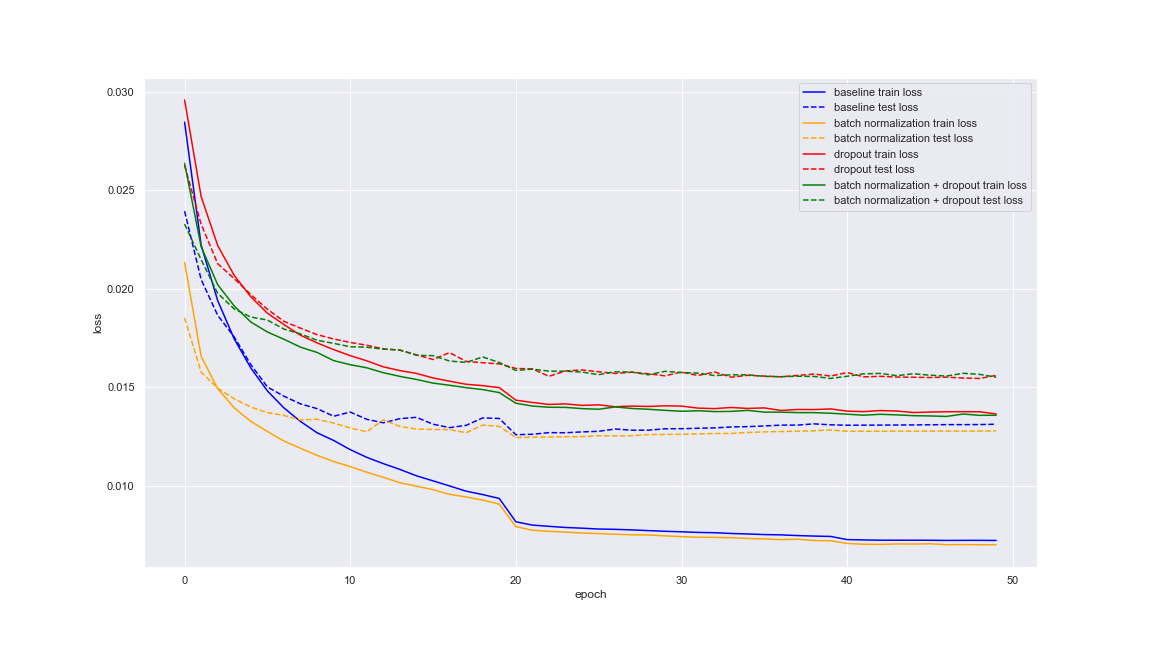 0.030
0.025
0.020
0.015
0.010
loss
0
10
20
30
40
50
epoch
baseline train loss
baseline test loss
batch normalization train loss
batch normalization test loss
dropout train loss
dropout test loss
batch normalization + dropout train loss
batch normalization + dropout test loss